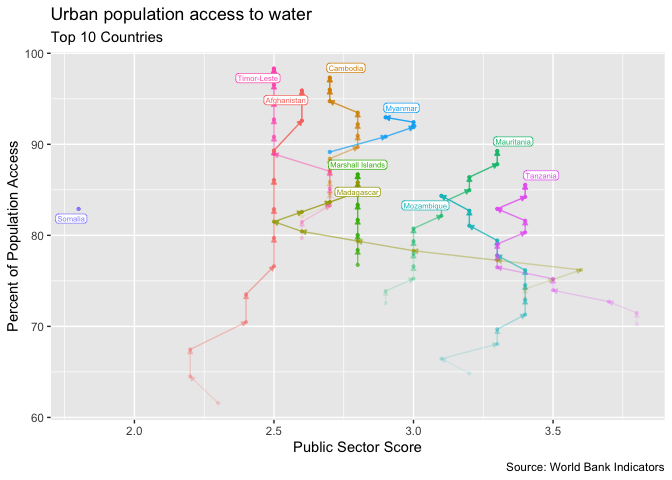 Urban population access to water
Top 10 Countries
100
90
80
70
60
Percent of Population Access
Timor-Leste
Cambodia
Afghanistan
Myanmar
Mauritania
Marshall Islands
Tanzania
Madagascar
Mozambique
Somalia
2.0
2.5
3.0
3.5
Public Sector Score
Source: World Bank Indicators